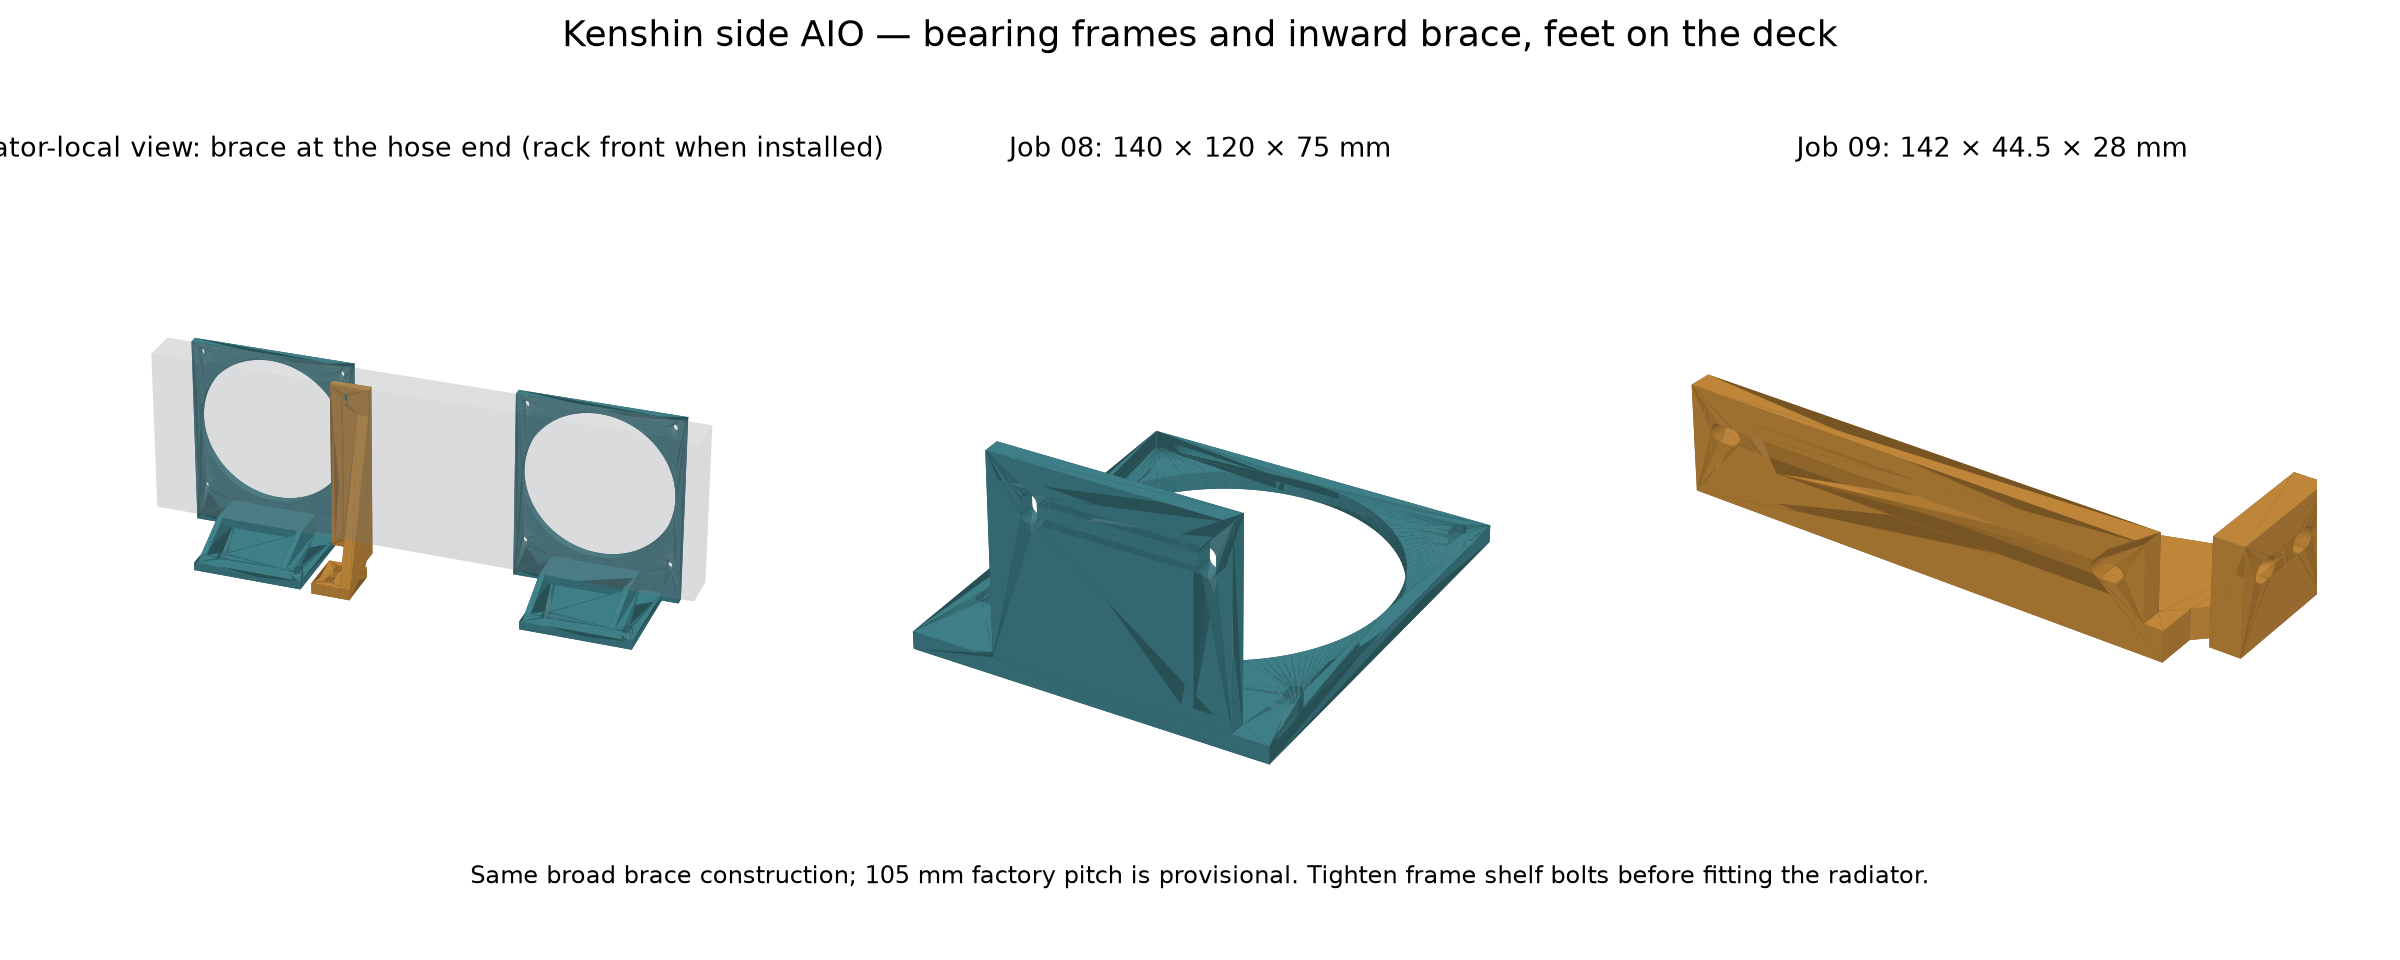 Kenshin side AIO — bearing frames and inward brace, feet on the deck
ator-local view: brace at the hose end (rack front when installed)
Job 08: 140 × 120 × 75 mm
Job 09: 142 × 44.5 × 28 mm
Same broad brace construction; 105 mm factory pitch is provisional. Tighten frame shelf bolts before fitting the radiator.